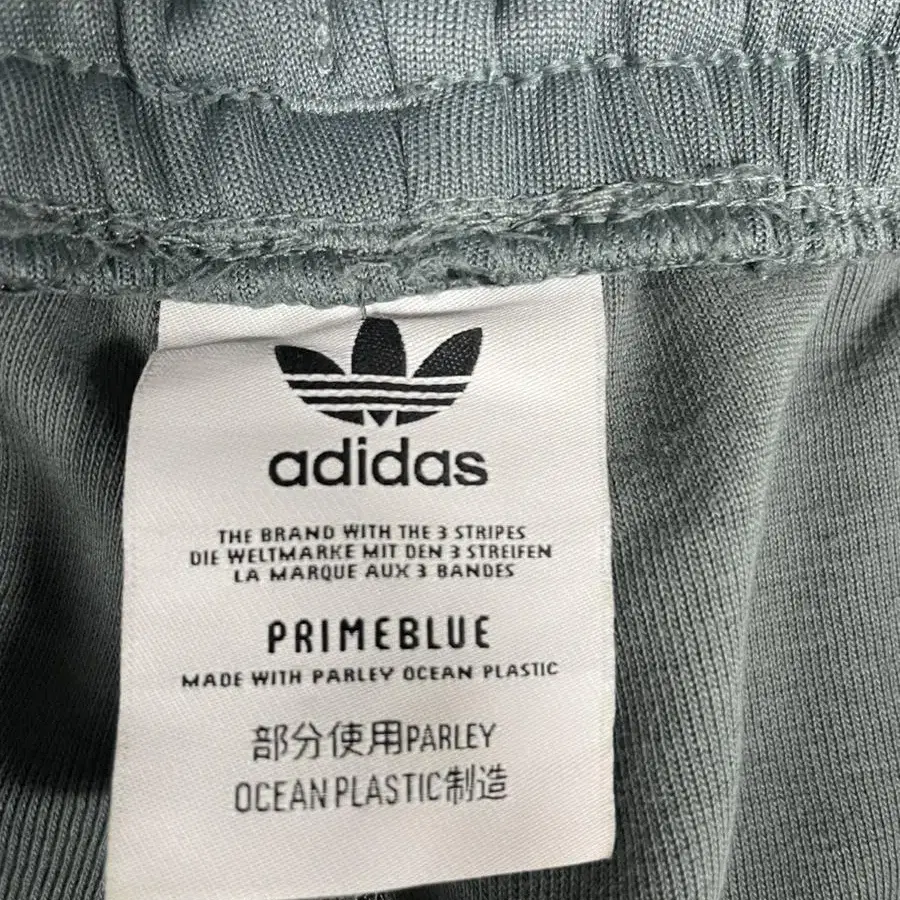 adidas
THE BRAND WITH THE 3 STRIPES
DIE WELTMARKE MIT DEN 3 STREIFEN
LA MARQUE AUX 3 BANDES
PRIMEBLUE
MADE WITH PARLEY OCEAN PLASTIC
部分使用PARLEY
OCEAN PLASTIC制造